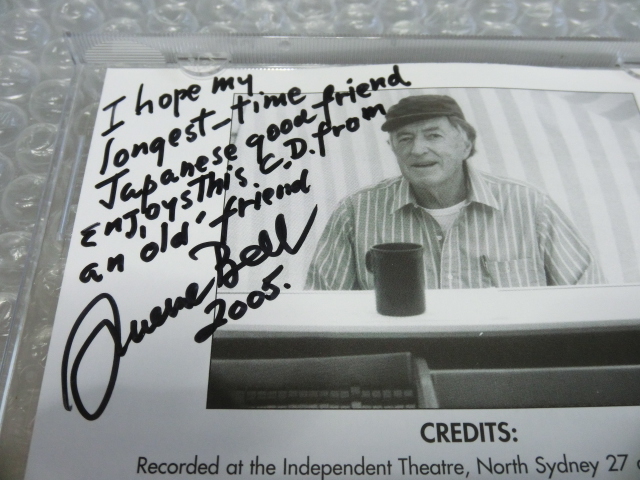 I hope my
longest-time
Japanese good friend
enjoys This C.D. from
an 'old' friend
Graeme Bell
2005.
CREDITS:
Recorded at the Independent Theatre, North Sydney 27